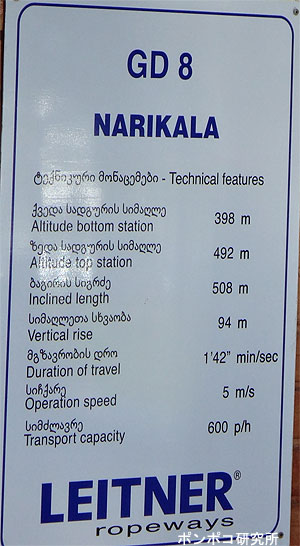 GD 8
NARIKALA
ტექნიკური მონაცემები - Technical features
ქვედა სადგურის სიმაღლე
Altitude bottom station 398 m
ზედა სადგურის სიმაღლე
Altitude top station 492 m
ბაგირის სიგრძე
Inclined length 508 m
სიმაღლეთა სხვაობა
Vertical rise 94 m
მგზავრობის დრო
Duration of travel 1'42" min/sec
სიჩქარე
Operation speed 5 m/s
სიმძლავრე
Transport capacity 600 p/h
LEITNER®
ropeways
ポンポコ研究所